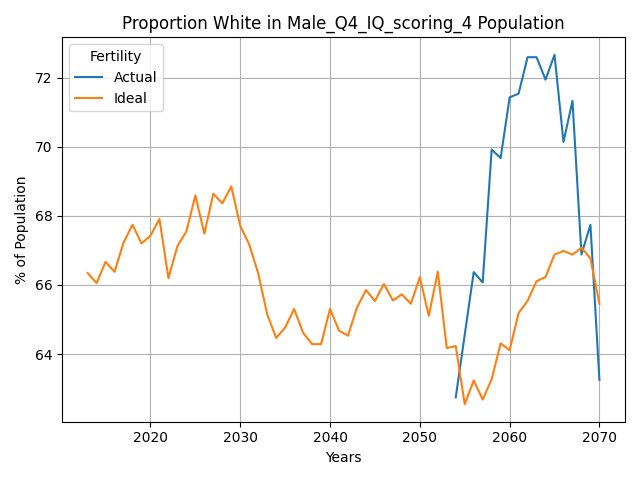 Proportion White in Male_Q4_IQ_scoring_4 Population
Fertility
Actual
Ideal
72
70
68
66
64
% of Population
2020 2030 2040 2050 2060 2070
Years